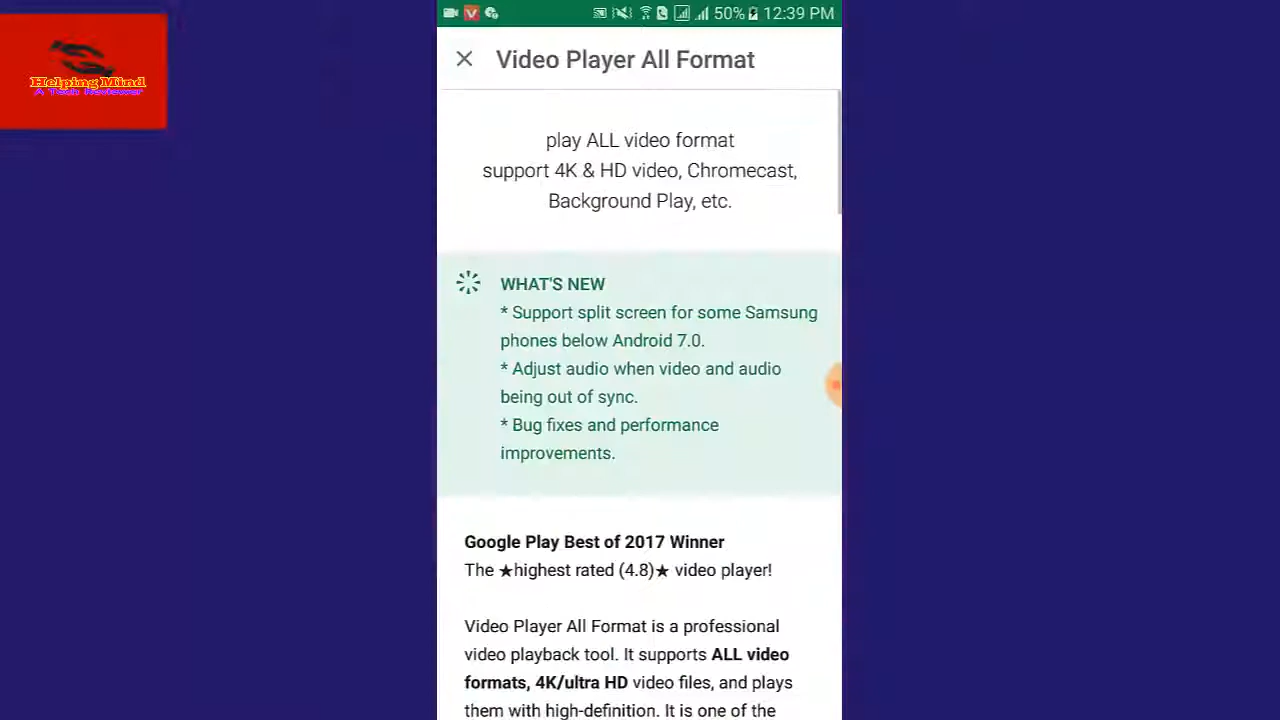 50% 12:39 PM
Helping Mind
A Tech Reviewer
Video Player All Format
play ALL video format
support 4K & HD video, Chromecast,
Background Play, etc.
WHAT'S NEW
* Support split screen for some Samsung
phones below Android 7.0.
* Adjust audio when video and audio
being out of sync.
* Bug fixes and performance
improvements.
Google Play Best of 2017 Winner
The ★highest rated (4.8)★ video player!
Video Player All Format is a professional
video playback tool. It supports ALL video
formats, 4K/ultra HD video files, and plays
them with high-definition. It is one of the